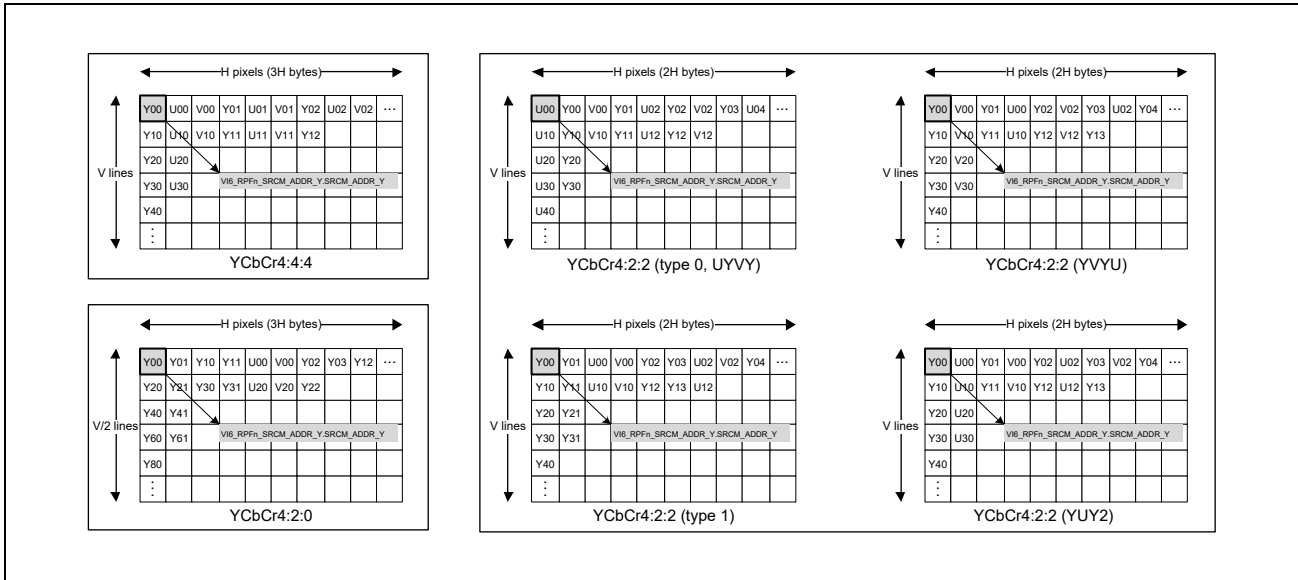 H pixels (3H bytes)
V lines
Y00 U00 V00 Y01 U01 V01 Y02 U02 V02 ...
Y10 U10 V10 Y11 U11 V11 Y12
Y20 U20
VI6_RPFn_SRCM_ADDR_Y.SRCM_ADDR_Y
Y30 U30
Y40
⋮
YCbCr4:4:4
H pixels (2H bytes)
V lines
U00 Y00 V00 Y01 U02 Y02 V02 Y03 U04 ...
U10 Y10 V10 Y11 U12 Y12 V12
U20 Y20
VI6_RPFn_SRCM_ADDR_Y.SRCM_ADDR_Y
U30 Y30
U40
⋮
YCbCr4:2:2 (type 0, UYVY)
H pixels (2H bytes)
V lines
Y00 V00 Y01 U00 Y02 V02 Y03 U02 Y04 ...
Y10 V10 Y11 U10 Y12 V12 Y13
Y20 V20
VI6_RPFn_SRCM_ADDR_Y.SRCM_ADDR_Y
Y30 V30
Y40
⋮
YCbCr4:2:2 (YVYU)
H pixels (3H bytes)
V/2 lines
Y00 Y01 Y10 Y11 U00 V00 Y02 Y03 Y12 ...
Y20 Y21 Y30 Y31 U20 V20 Y22
Y40 Y41
VI6_RPFn_SRCM_ADDR_Y.SRCM_ADDR_Y
Y60 Y61
Y80
⋮
YCbCr4:2:0
H pixels (2H bytes)
V lines
Y00 Y01 U00 V00 Y02 Y03 U02 V02 Y04 ...
Y10 Y11 U10 V10 Y12 Y13 U12
Y20 Y21
VI6_RPFn_SRCM_ADDR_Y.SRCM_ADDR_Y
Y30 Y31
Y40
⋮
YCbCr4:2:2 (type 1)
H pixels (2H bytes)
V lines
Y00 U00 Y01 V00 Y02 U02 Y03 V02 Y04 ...
Y10 U10 Y11 V10 Y12 U12 Y13
Y20 U20
VI6_RPFn_SRCM_ADDR_Y.SRCM_ADDR_Y
Y30 U30
Y40
⋮
YCbCr4:2:2 (YUY2)